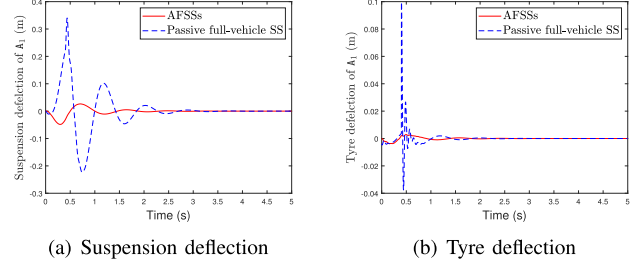 Suspension defelction of A₁ (m)
0.4
0.3
0.2
0.1
0
-0.1
-0.2
-0.3
AFSSs
Passive full-vehicle SS
0 0.5 1 1.5 2 2.5 3 3.5 4 4.5 5
Time (s)
(a) Suspension deflection
Tyre defelction of A₁ (m)
0.1
0.08
0.06
0.04
0.02
0
-0.02
-0.04
AFSSs
Passive full-vehicle SS
0 0.5 1 1.5 2 2.5 3 3.5 4 4.5 5
Time (s)
(b) Tyre deflection